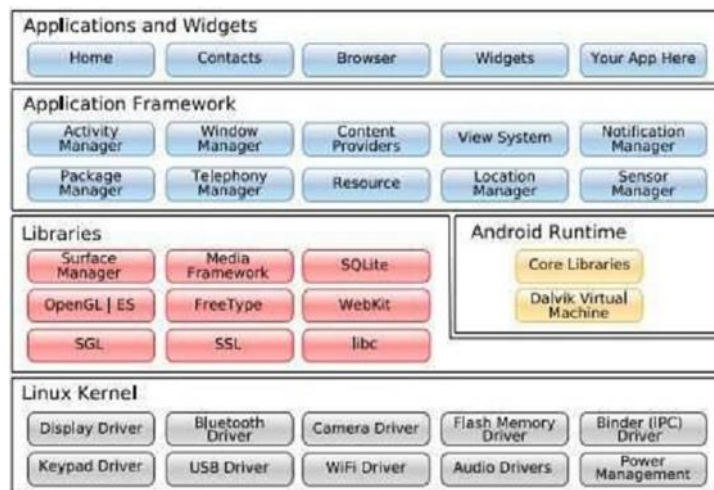 Applications and Widgets
Home Contacts Browser Widgets Your App Here
Application Framework
Activity Manager Window Manager Content Providers View System Notification Manager
Package Manager Telephony Manager Resource Location Manager Sensor Manager
Libraries
Surface Manager Media Framework SQLite
OpenGL | ES FreeType WebKit
SGL SSL libc
Android Runtime
Core Libraries
Dalvik Virtual Machine
Linux Kernel
Display Driver Bluetooth Driver Camera Driver Flash Memory Driver Binder (IPC) Driver
Keypad Driver USB Driver WiFi Driver Audio Drivers Power Management